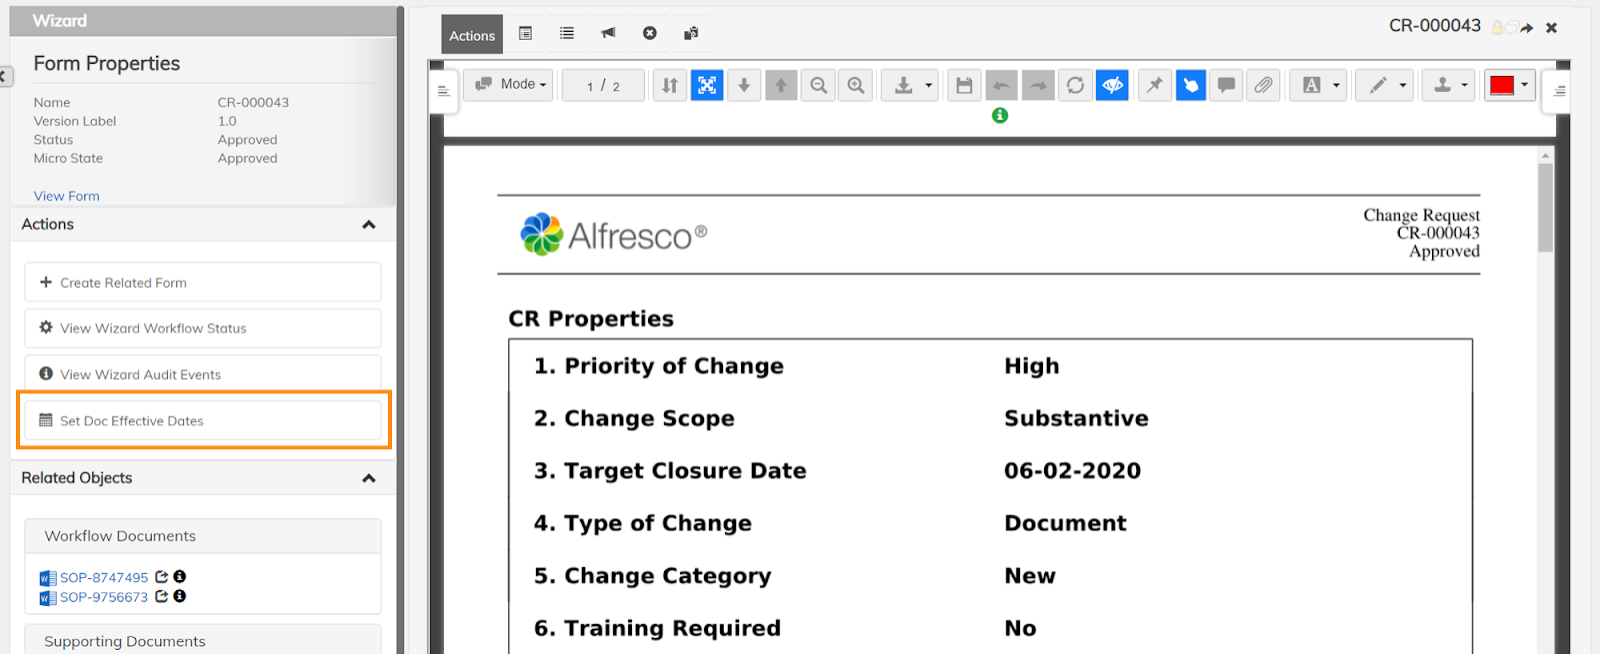 Wizard
Form Properties
Name CR-000043
Version Label 1.0
Status Approved
Micro State Approved
View Form
Actions
Create Related Form
View Wizard Workflow Status
View Wizard Audit Events
Set Doc Effective Dates
Related Objects
Workflow Documents
SOP-8747495
SOP-9756673
Supporting Documents
Actions
CR-000043
Mode
1 / 2
A
Alfresco®
Change Request
CR-000043
Approved
CR Properties
1. Priority of Change High
2. Change Scope Substantive
3. Target Closure Date 06-02-2020
4. Type of Change Document
5. Change Category New
6. Training Required No